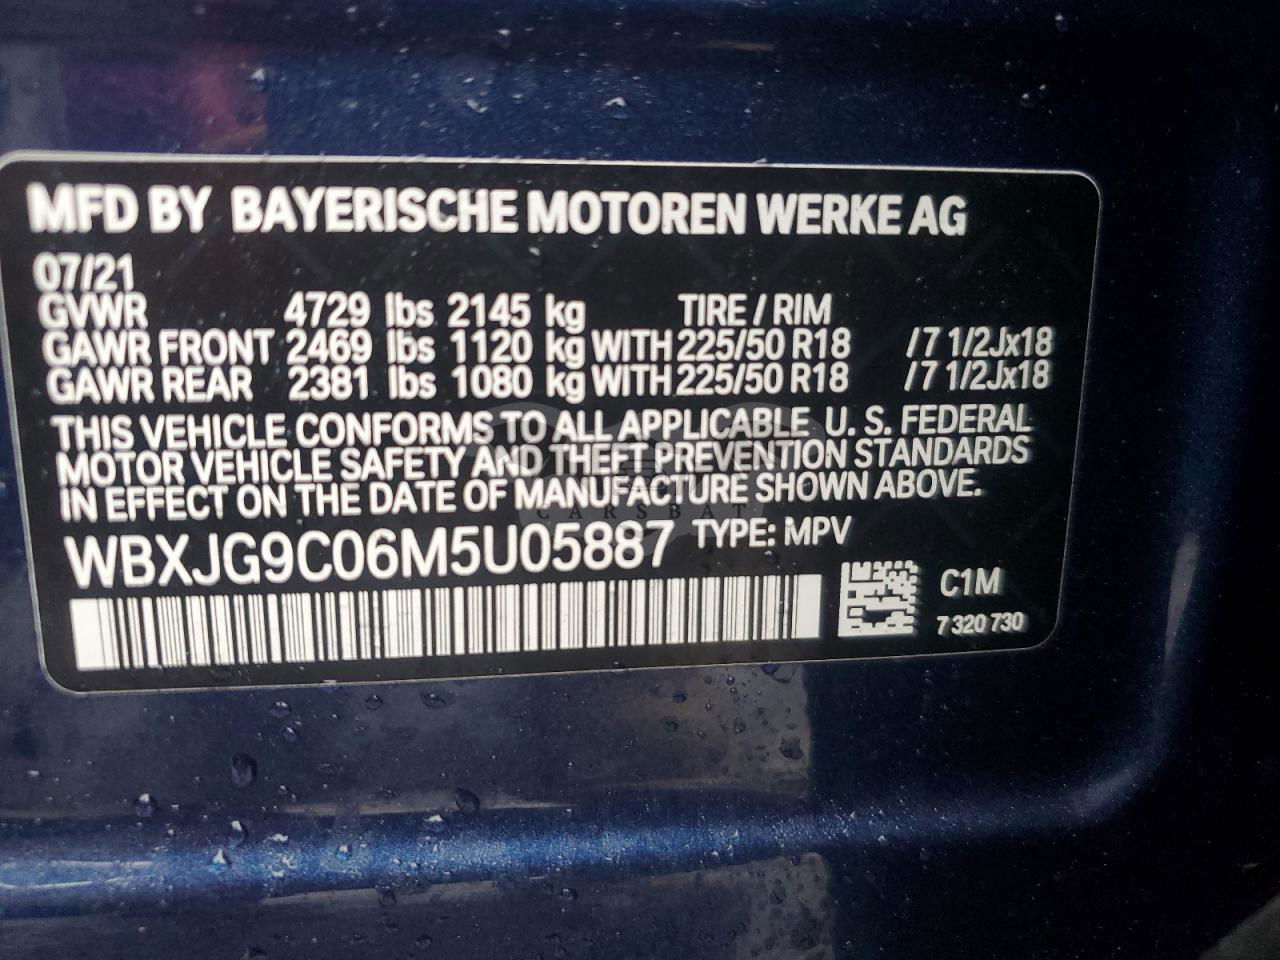 MFD BY BAYERISCHE MOTOREN WERKE AG
07/21
GVWR 4729 lbs 2145 kg TIRE / RIM
GAWR FRONT 2469 lbs 1120 kg WITH 225/50 R18 /7 1/2Jx18
GAWR REAR 2381 lbs 1080 kg WITH 225/50 R18 /7 1/2Jx18
THIS VEHICLE CONFORMS TO ALL APPLICABLE U. S. FEDERAL
MOTOR VEHICLE SAFETY AND THEFT PREVENTION STANDARDS
IN EFFECT ON THE DATE OF MANUFACTURE SHOWN ABOVE.
CARSBAT
WBXJG9C06M5U05887 TYPE: MPV
C1M
7 320 730